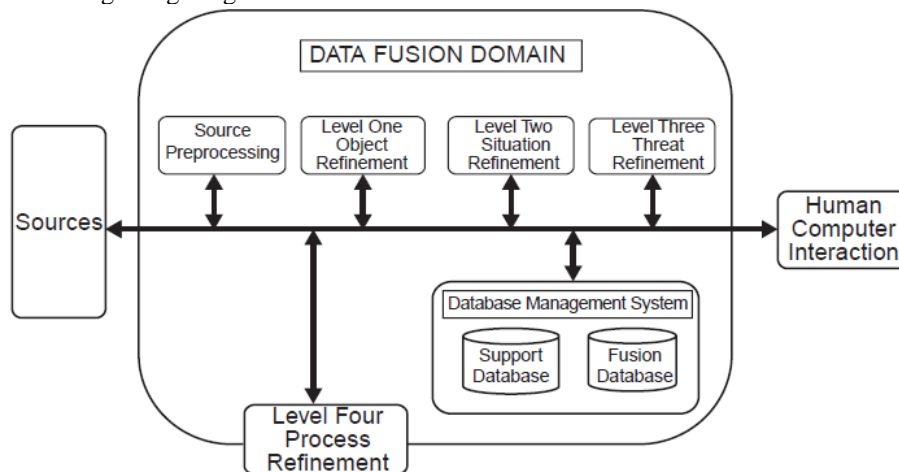 DATA FUSION DOMAIN
Source
Preprocessing
Level One
Object
Refinement
Level Two
Situation
Refinement
Level Three
Threat
Refinement
Sources
Human
Computer
Interaction
Database Management System
Support
Database
Fusion
Database
Level Four
Process
Refinement